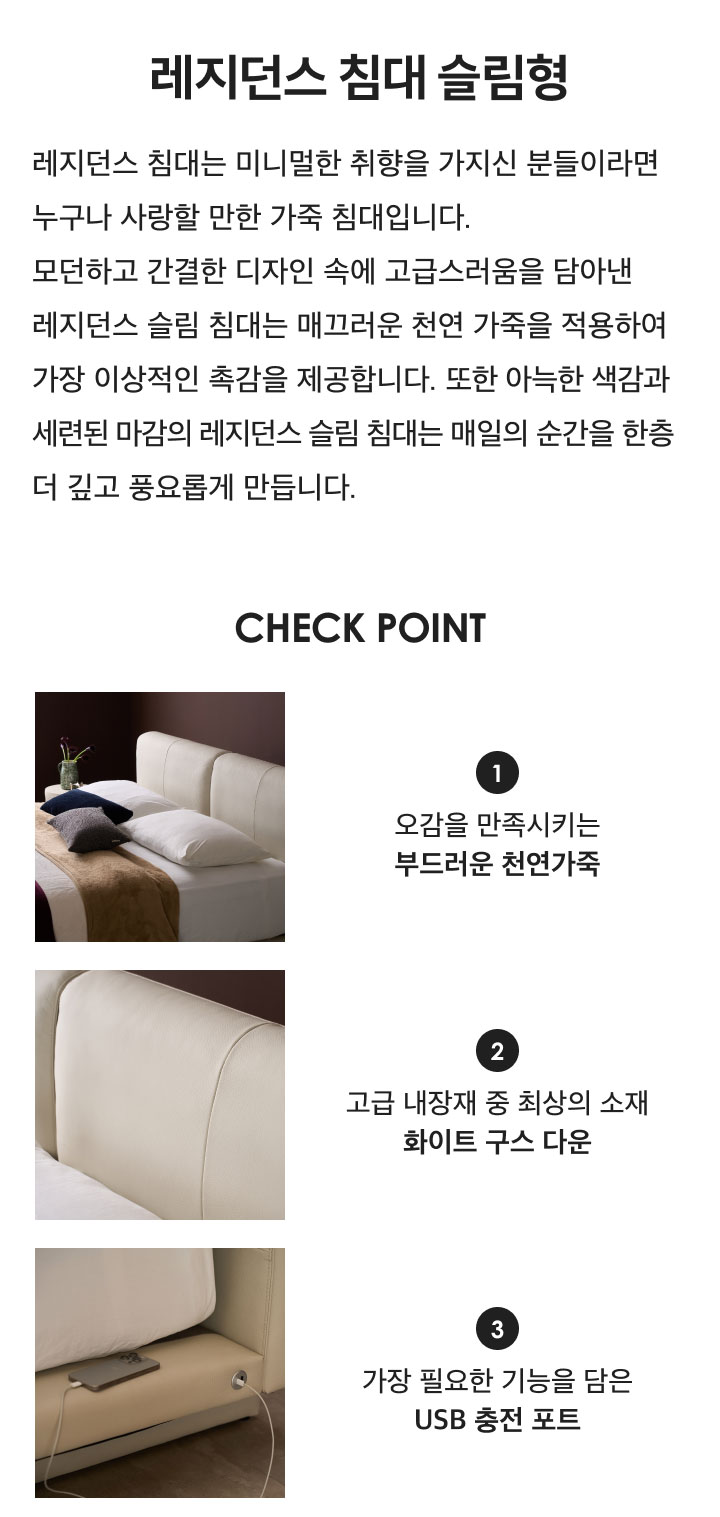 레지던스 침대 슬림형
레지던스 침대는 미니멀한 취향을 가지신 분들이라면
누구나 사랑할 만한 가죽 침대입니다.
모던하고 간결한 디자인 속에 고급스러움을 담아낸
레지던스 슬림 침대는 매끄러운 천연 가죽을 적용하여
가장 이상적인 촉감을 제공합니다. 또한 아늑한 색감과
세련된 마감의 레지던스 슬림 침대는 매일의 순간을 한층
더 깊고 풍요롭게 만듭니다.
CHECK POINT
1
오감을 만족시키는
부드러운 천연가죽
2
고급 내장재 중 최상의 소재
화이트 구스 다운
3
가장 필요한 기능을 담은
USB 충전 포트